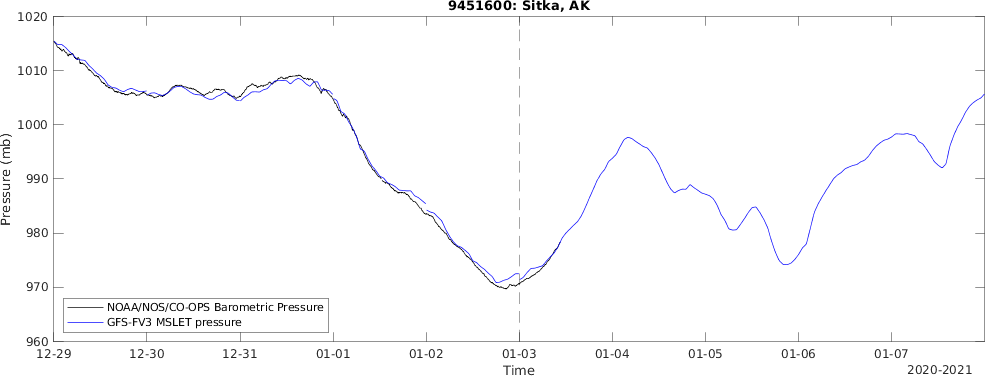 9451600: Sitka, AK
1020
1010
1000
990
980
970
960
Pressure (mb)
NOAA/NOS/CO-OPS Barometric Pressure
GFS-FV3 MSLET pressure
12-29 12-30 12-31 01-01 01-02 01-03 01-04 01-05 01-06 01-07
Time
2020-2021